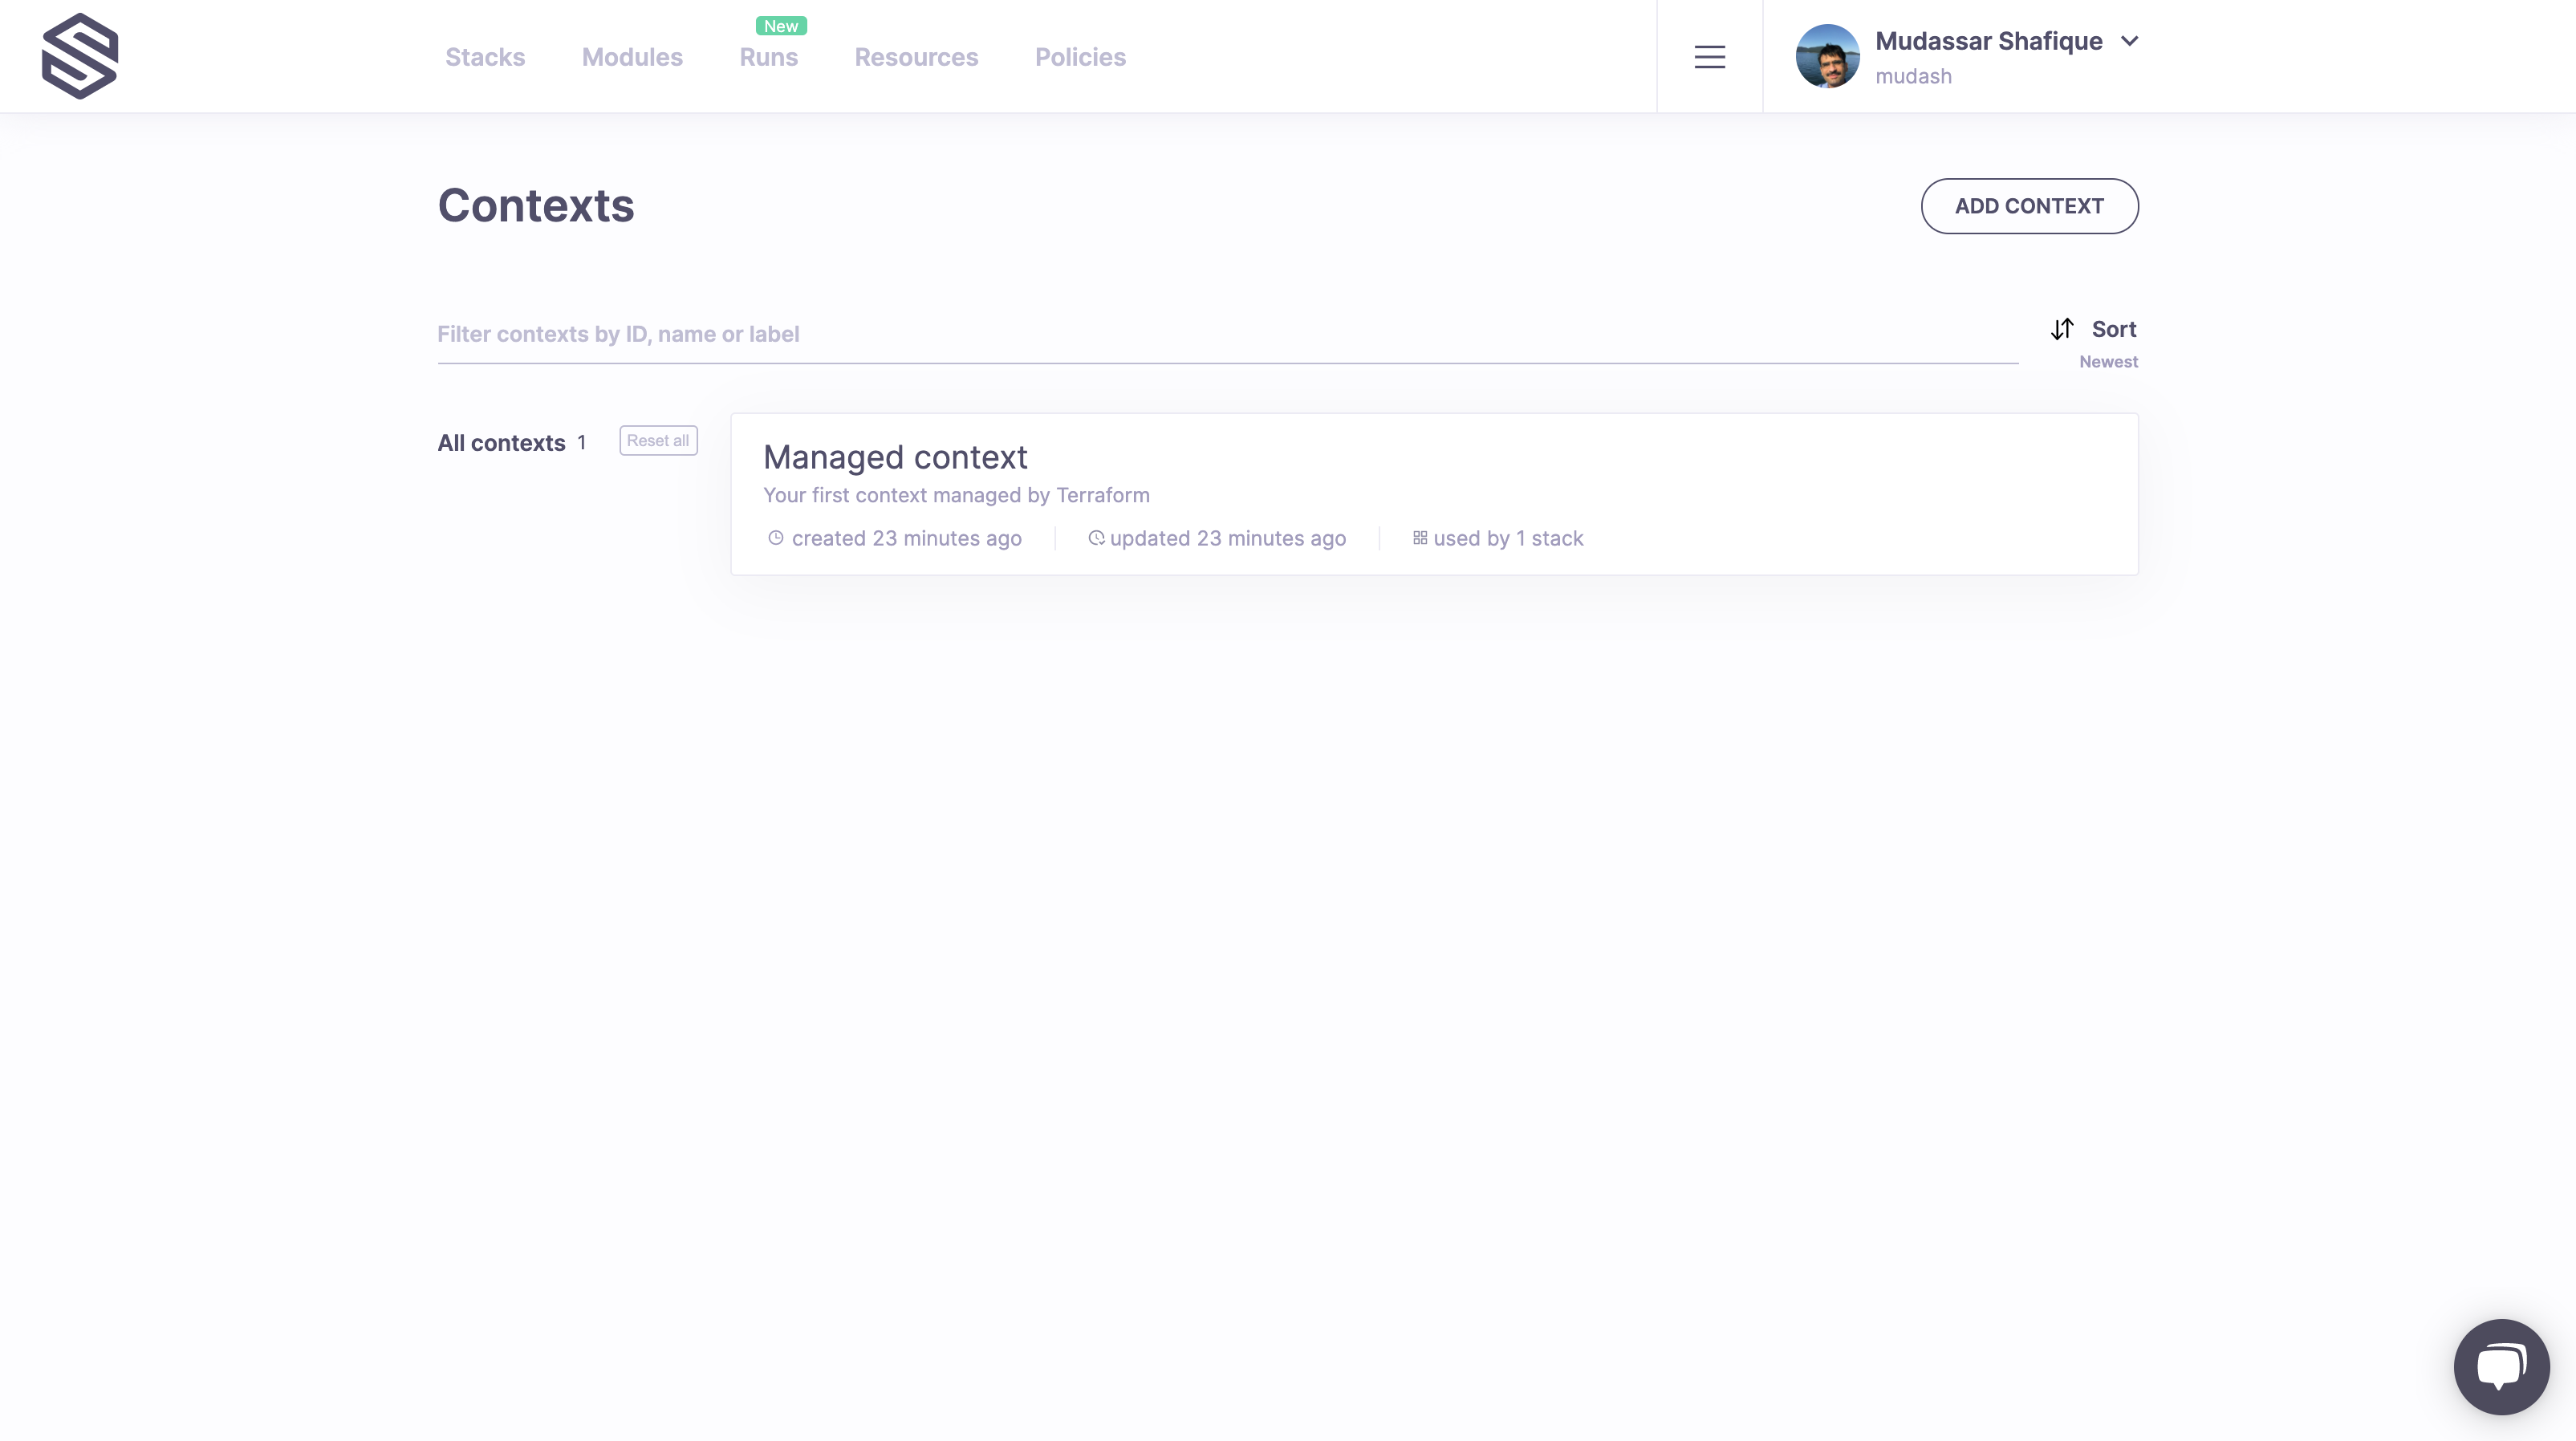 New
Stacks Modules Runs Resources Policies
Mudassar Shafique
mudash
Contexts
ADD CONTEXT
Filter contexts by ID, name or label
Sort
Newest
All contexts 1
Reset all
Managed context
Your first context managed by Terraform
created 23 minutes ago
updated 23 minutes ago
used by 1 stack